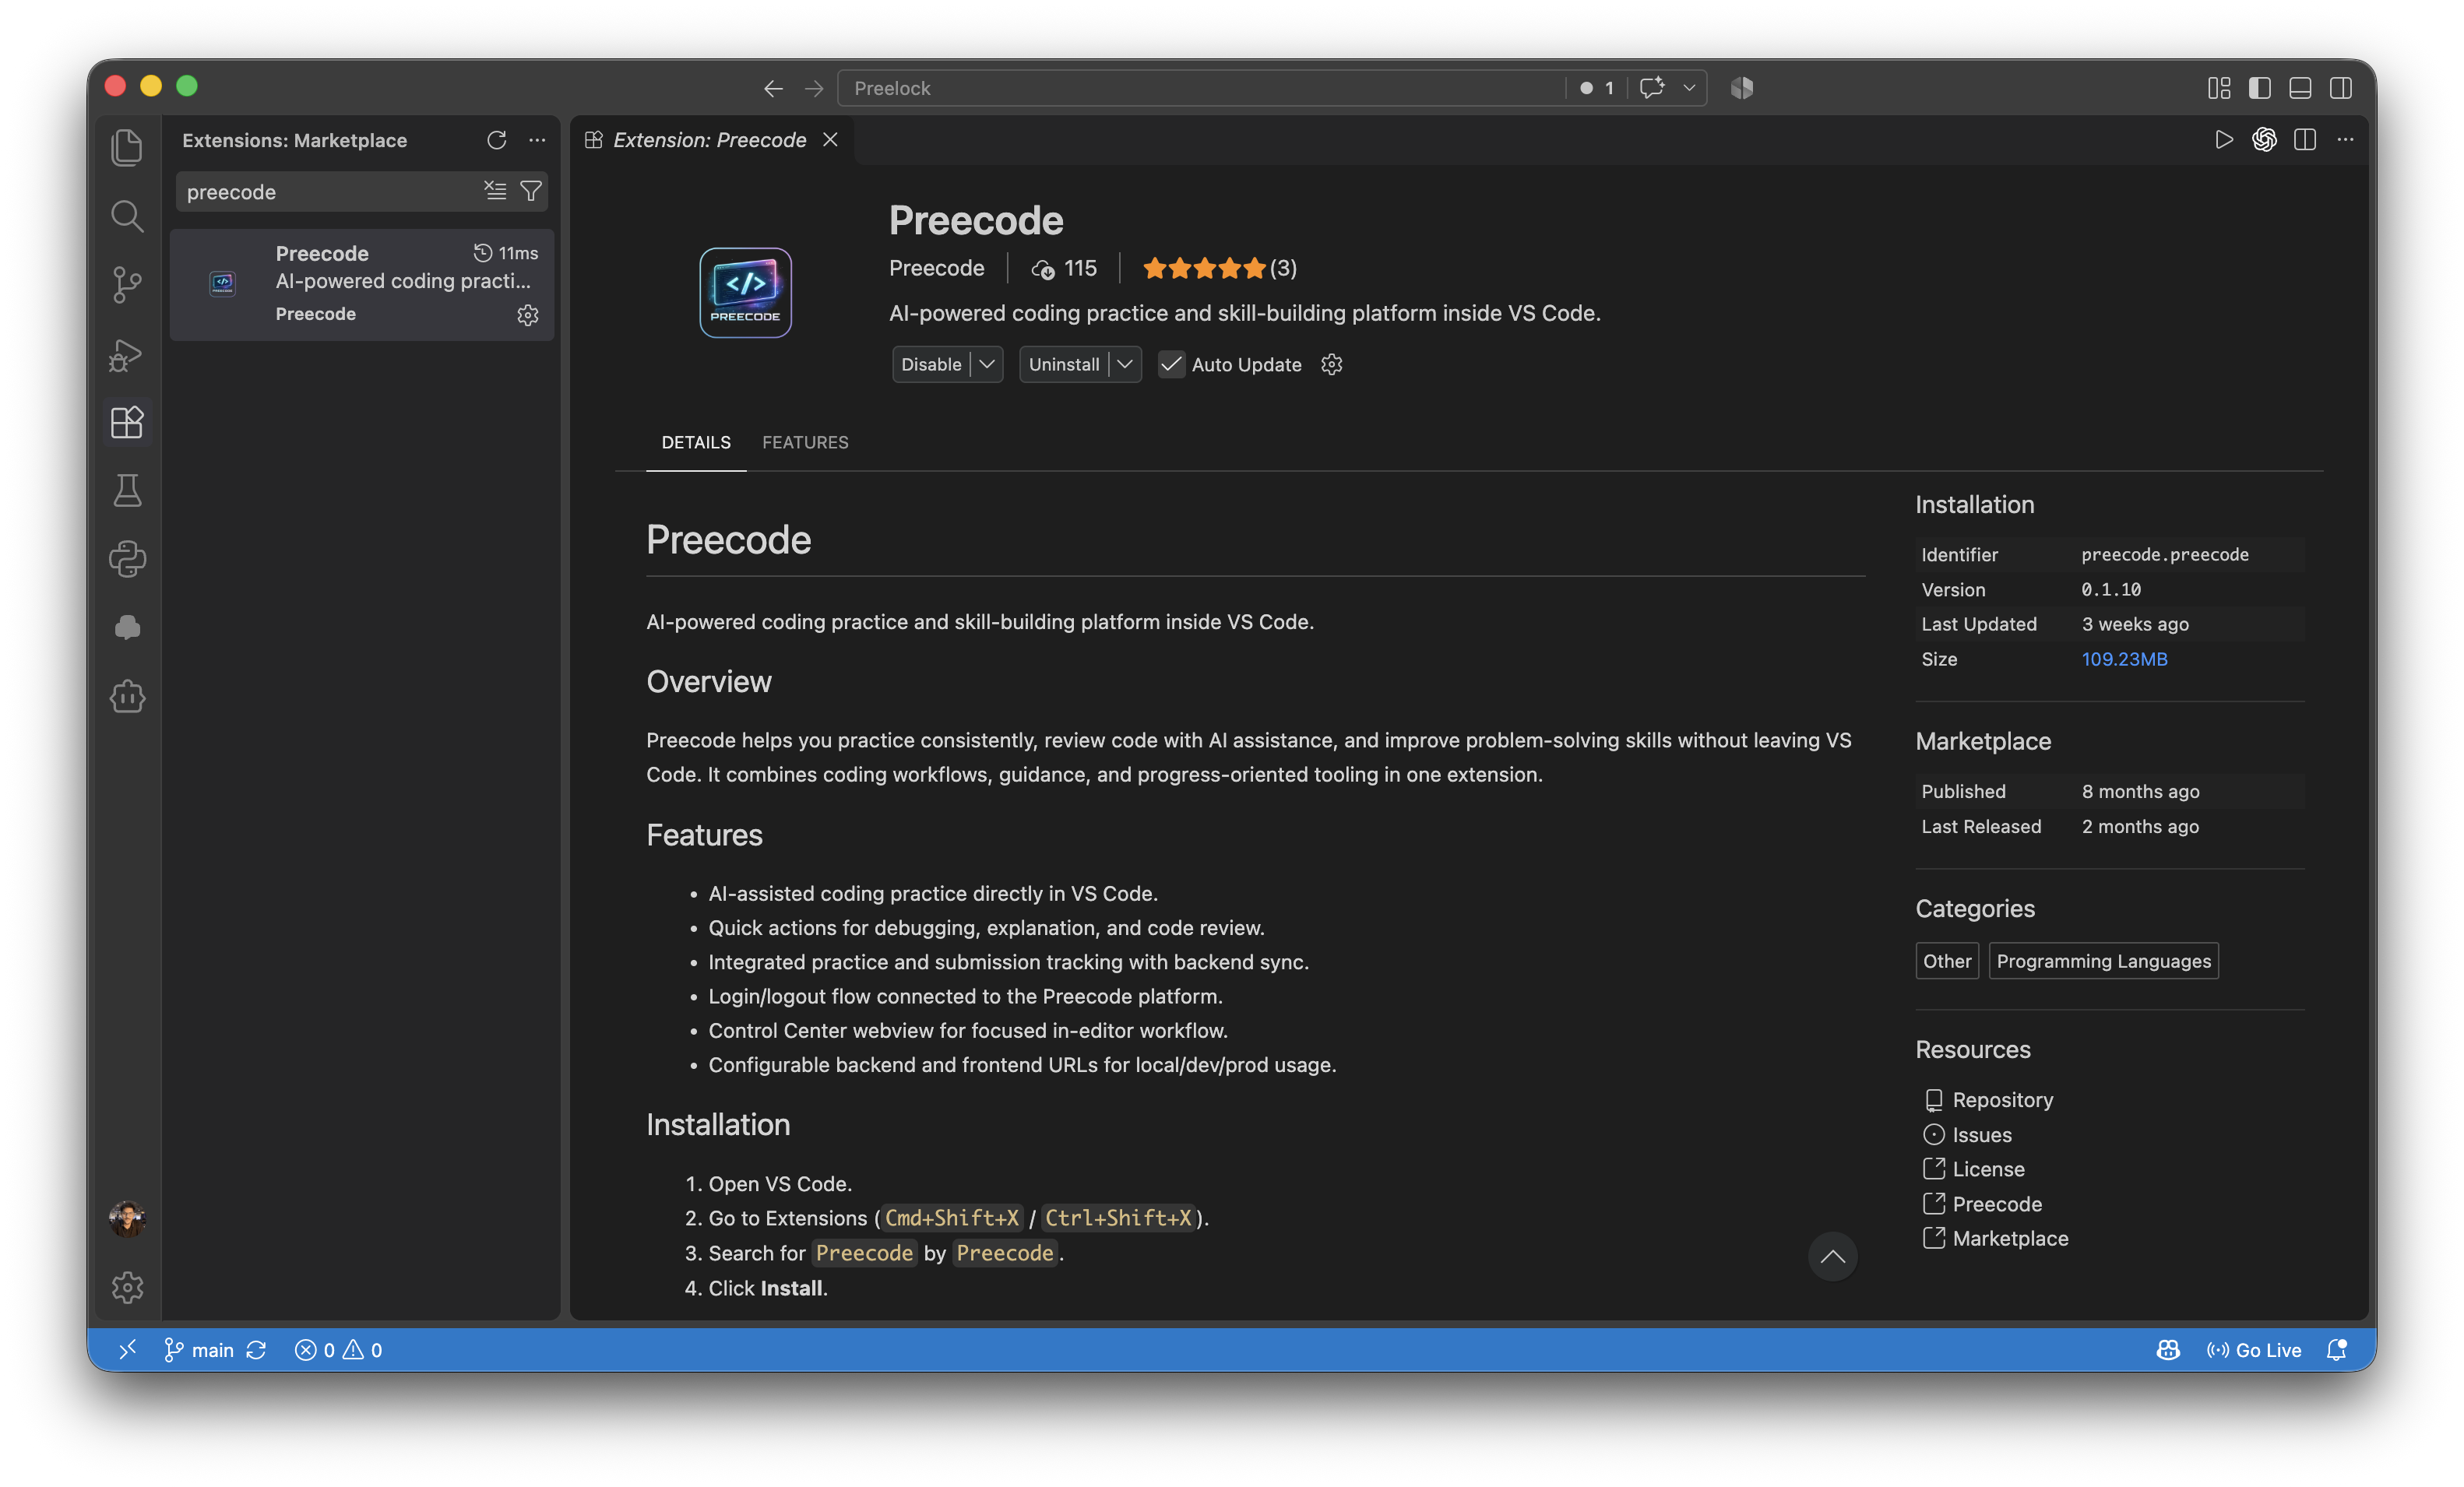 Preelock
1
Extensions: Marketplace
preecode
Preecode
11ms
AI-powered coding practi...
Preecode
Extension: Preecode
PREECODE
Preecode
Preecode
115
(3)
AI-powered coding practice and skill-building platform inside VS Code.
Disable
Uninstall
Auto Update
DETAILS
FEATURES
Preecode
AI-powered coding practice and skill-building platform inside VS Code.
Overview
Preecode helps you practice consistently, review code with AI assistance, and improve problem-solving skills without leaving VS
Code. It combines coding workflows, guidance, and progress-oriented tooling in one extension.
Features
• AI-assisted coding practice directly in VS Code.
• Quick actions for debugging, explanation, and code review.
• Integrated practice and submission tracking with backend sync.
• Login/logout flow connected to the Preecode platform.
• Control Center webview for focused in-editor workflow.
• Configurable backend and frontend URLs for local/dev/prod usage.
Installation
1. Open VS Code.
2. Go to Extensions (Cmd+Shift+X / Ctrl+Shift+X).
3. Search for Preecode by Preecode.
4. Click Install.
Installation
Identifier preecode.preecode
Version 0.1.10
Last Updated 3 weeks ago
Size 109.23MB
Marketplace
Published 8 months ago
Last Released 2 months ago
Categories
Other
Programming Languages
Resources
Repository
Issues
License
Preecode
Marketplace
main
0
0
Go Live